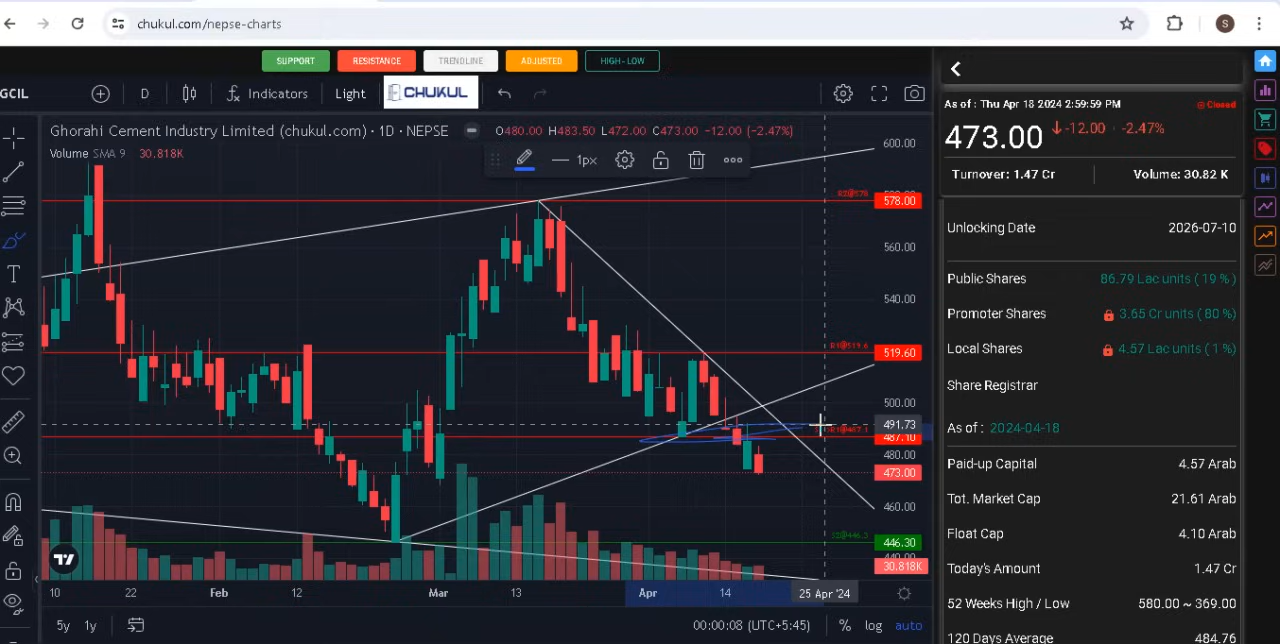 chukul.com/nepse-charts
S
SUPPORT RESISTANCE TRENDLINE ADJUSTED HIGH-LOW
GCIL D Indicators Light CHUKUL
As of : Thu Apr 18 2024 2:59:59 PM Closed
473.00 -12.00 -2.47%
Turnover: 1.47 Cr Volume: 30.82 K
Ghorahi Cement Industry Limited (chukul.com) · 1D · NEPSE O480.00 H483.50 L472.00 C473.00 -12.00 (-2.47%)
Volume SMA 9 30.818K
1px
600.00
R2@578 578.00
560.00
540.00
R1@519.6 519.60
500.00
491.73
487.10
480.00
473.00
460.00
446.30
440.00
30.818K
10 22 Feb 12 Mar 13 Apr 14 25 Apr '24
5y 1y 00:00:08 (UTC+5:45) % log auto
Unlocking Date 2026-07-10
Public Shares 86.79 Lac units ( 19 % )
Promoter Shares 3.65 Cr units ( 80 % )
Local Shares 4.57 Lac units ( 1 % )
Share Registrar
As of : 2024-04-18
Paid-up Capital 4.57 Arab
Tot. Market Cap 21.61 Arab
Float Cap 4.10 Arab
Today's Amount 1.47 Cr
52 Weeks High / Low 580.00 ~ 369.00
120 Days Average 484.76